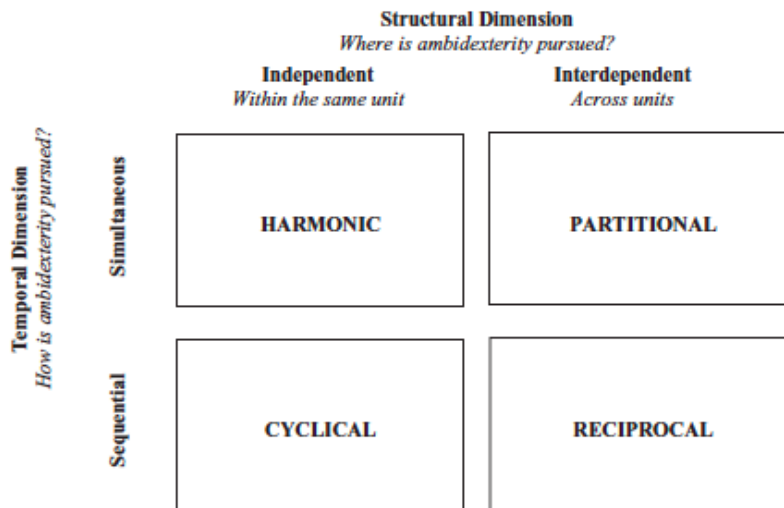 Structural Dimension
Where is ambidexterity pursued?
Independent
Within the same unit
Interdependent
Across units
Temporal Dimension
How is ambidexterity pursued?
Simultaneous
HARMONIC
PARTITIONAL
Sequential
CYCLICAL
RECIPROCAL